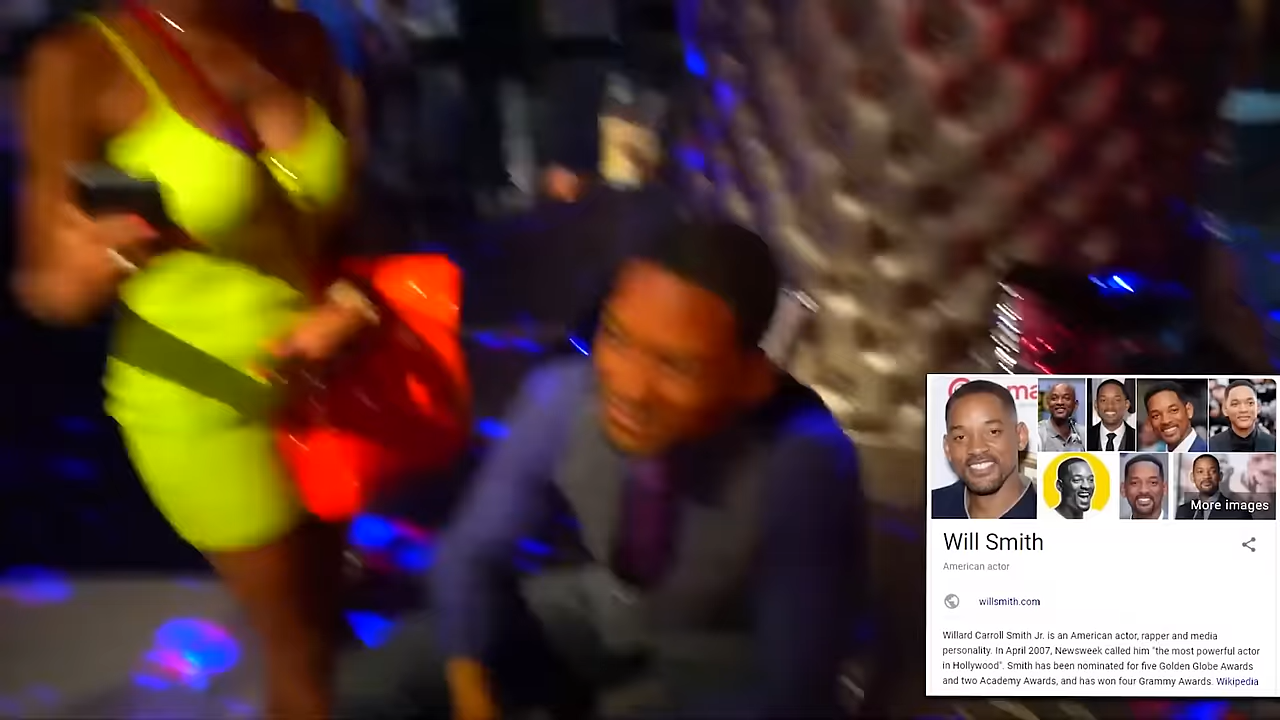 More images
Will Smith
American actor
willsmith.com
Willard Carroll Smith Jr. is an American actor, rapper and media
personality. In April 2007, Newsweek called him "the most powerful actor
in Hollywood". Smith has been nominated for five Golden Globe Awards
and two Academy Awards, and has won four Grammy Awards. Wikipedia